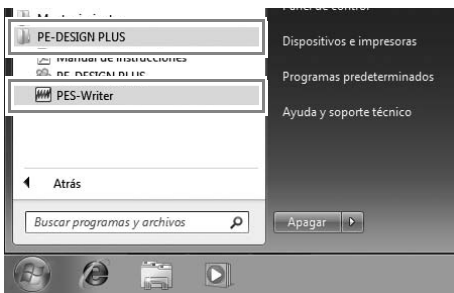 Panel de control
PE-DESIGN PLUS
Dispositivos e impresoras
Manual de instrucciones
PE-DESIGN PLUS
Programas predeterminados
PES-Writer
Ayuda y soporte técnico
Atrás
Buscar programas y archivos
Apagar